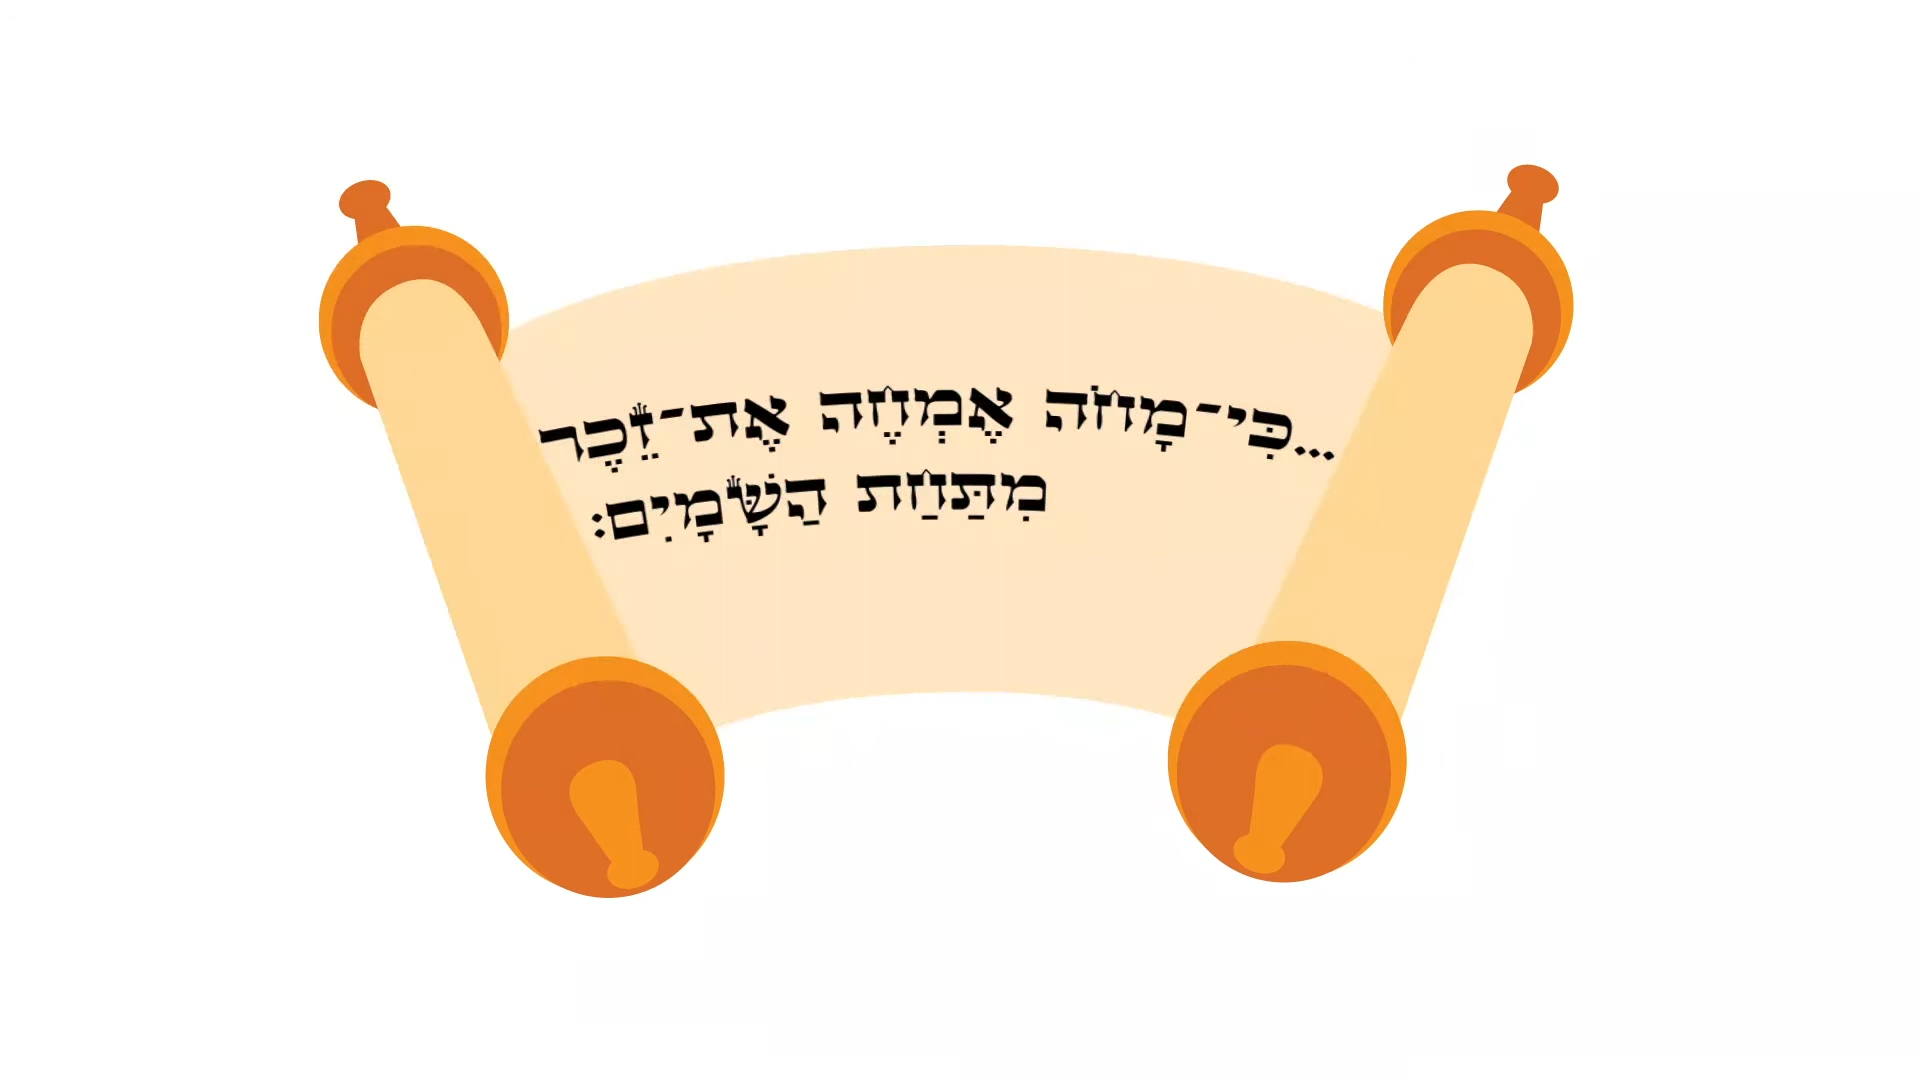 ...כִּי־מָחֹה אֶמְחֶה אֶת־זֵכֶר
מִתַּחַת הַשָּׁמָיִם׃